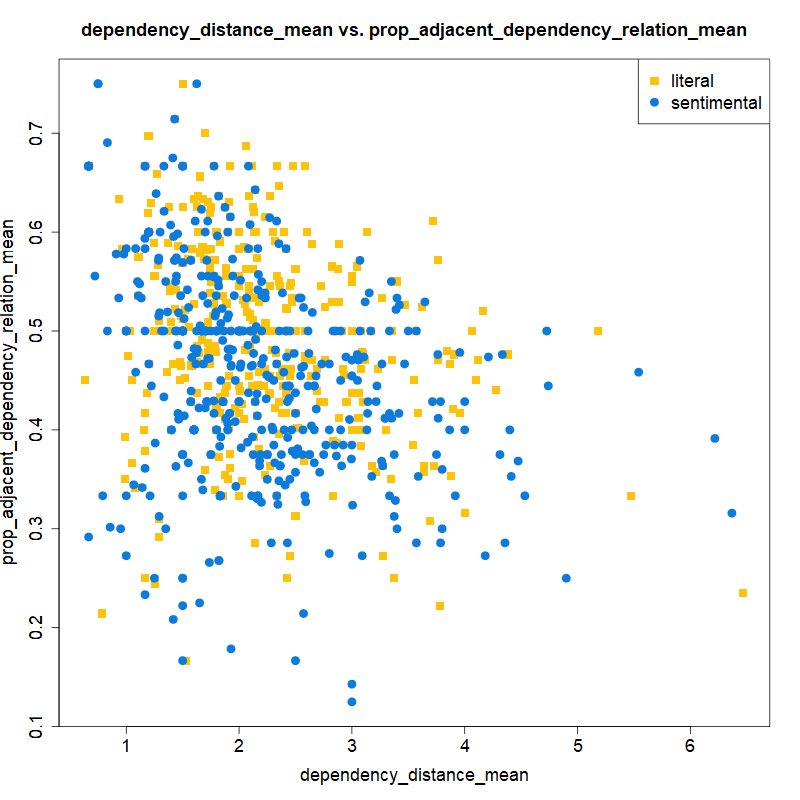 dependency_distance_mean vs. prop_adjacent_dependency_relation_mean
literal
sentimental
prop_adjacent_dependency_relation_mean
0.7
0.6
0.5
0.4
0.3
0.2
0.1
1 2 3 4 5 6
dependency_distance_mean